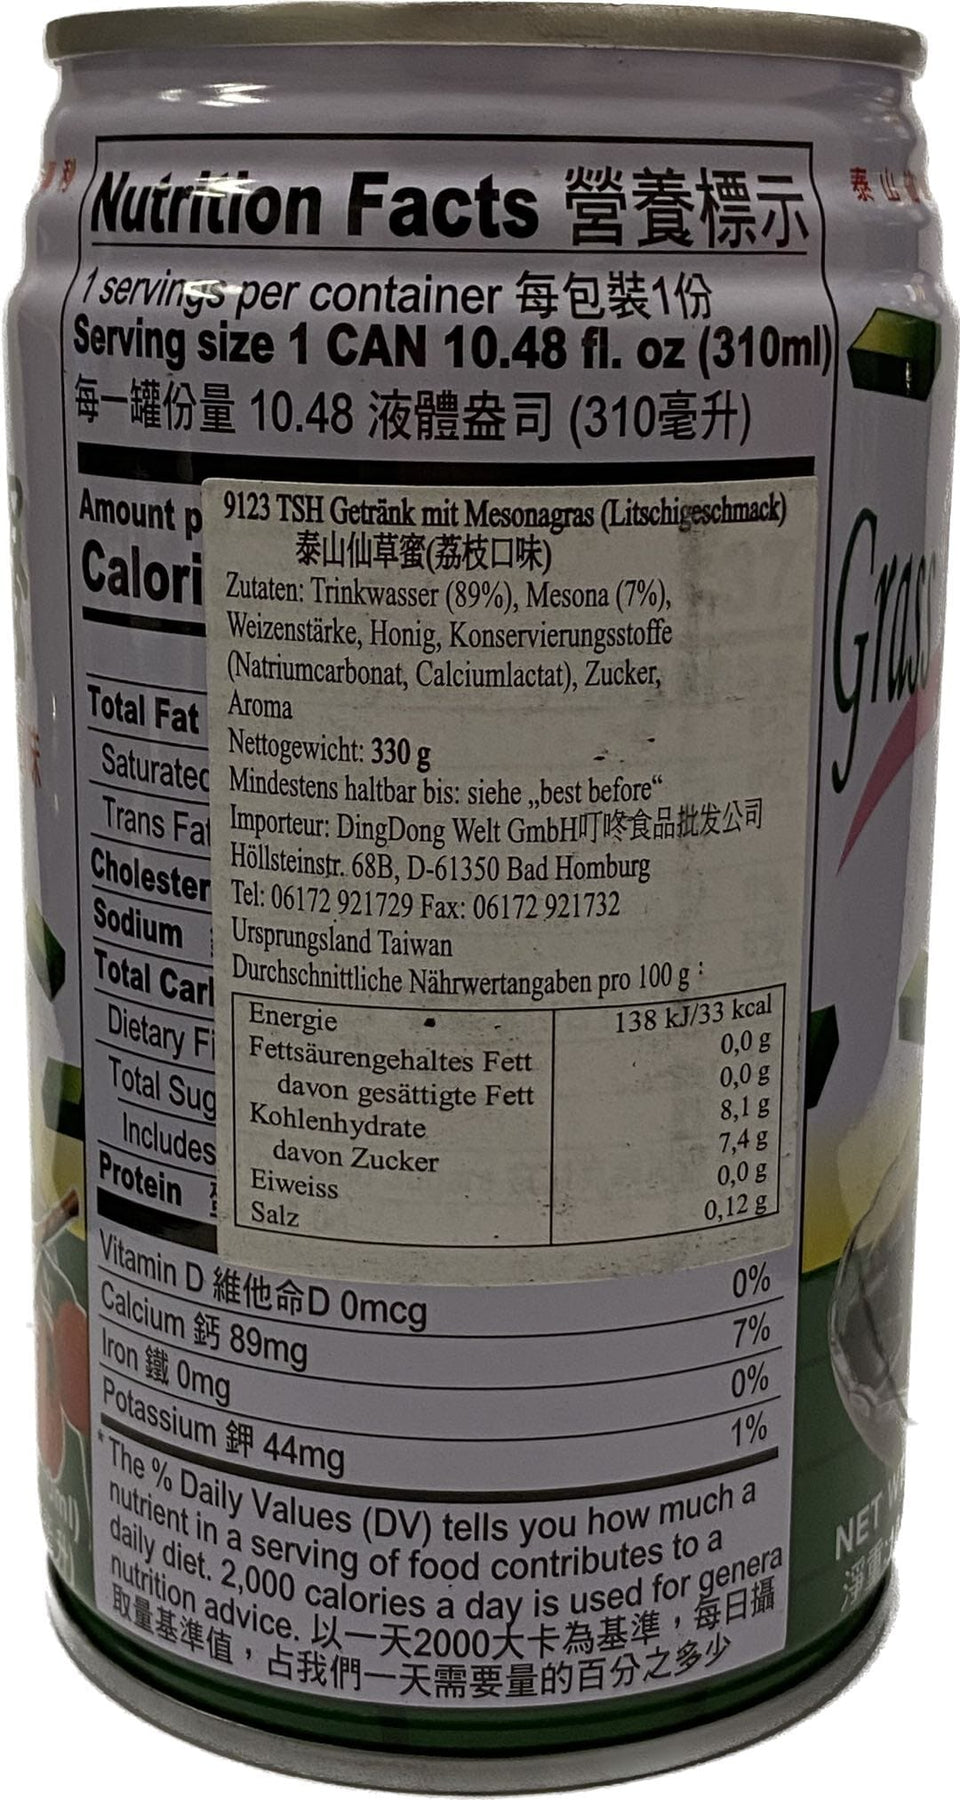 Nutrition Facts 營養標示
1 servings per container 每包裝1份
Serving size 1 CAN 10.48 fl. oz (310ml)
每一罐份量 10.48 液體盎司 (310毫升)
Amount p
Calori
Total Fat
Saturated
Trans Fat
Cholester
Sodium
Total Carl
Dietary Fi
Total Sug
Includes
Protein
9123 TSH Getränk mit Mesonagras (Litschigeschmack)
泰山仙草蜜(荔枝口味)
Zutaten: Trinkwasser (89%), Mesona (7%),
Weizenstärke, Honig, Konservierungsstoffe
(Natriumcarbonat, Calciumlactat), Zucker,
Aroma
Nettogewicht: 330 g
Mindestens haltbar bis: siehe „best before“
Importeur: DingDong Welt GmbH叮咚食品批发公司
Höllsteinstr. 68B, D-61350 Bad Homburg
Tel: 06172 921729 Fax: 06172 921732
Ursprungsland Taiwan
Durchschnittliche Nährwertangaben pro 100 g :
Energie 138 kJ/33 kcal
Fettsäurengehaltes Fett 0,0 g
davon gesättigte Fett 0,0 g
Kohlenhydrate 8,1 g
davon Zucker 7,4 g
Eiweiss 0,0 g
Salz 0,12 g
Vitamin D 維他命D 0mcg 0%
Calcium 鈣 89mg 7%
Iron 鐵 0mg 0%
Potassium 鉀 44mg 1%
* The % Daily Values (DV) tells you how much a
nutrient in a serving of food contributes to a
daily diet. 2,000 calories a day is used for genera
nutrition advice. 以一天2000大卡為基準，每日攝
取量基準值，占我們一天需要量的百分之多少
泰山
Grass
NET
淨重